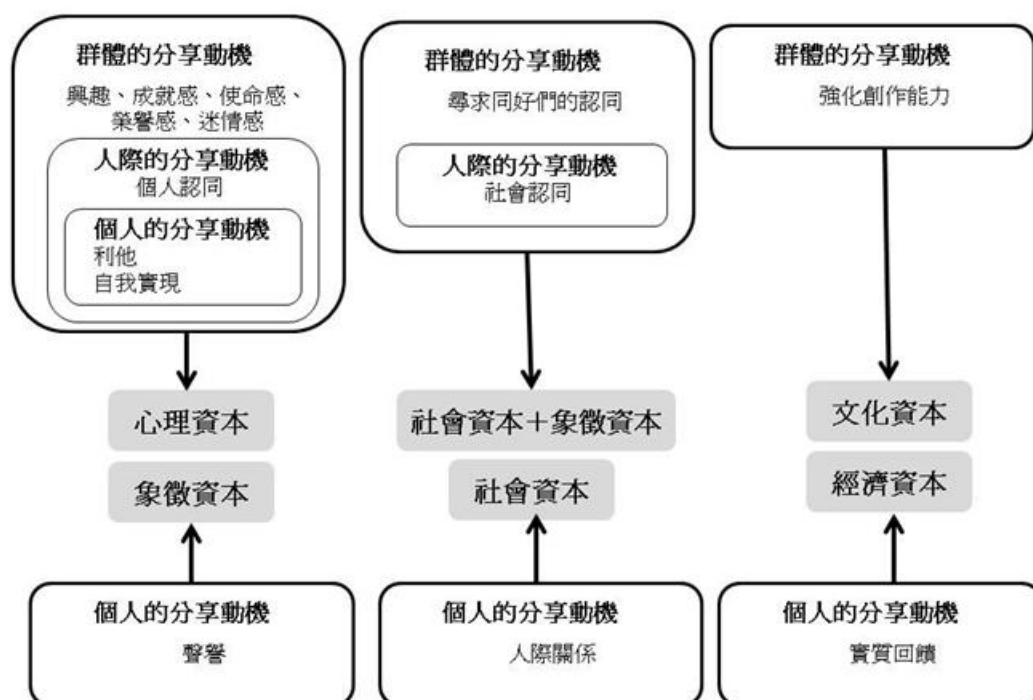 群體的分享動機
興趣、成就感、使命感、
榮譽感、迷情感
人際的分享動機
個人認同
個人的分享動機
利他
自我實現
群體的分享動機
尋求同好們的認同
人際的分享動機
社會認同
群體的分享動機
強化創作能力
心理資本
象徵資本
社會資本＋象徵資本
社會資本
文化資本
經濟資本
個人的分享動機
聲譽
個人的分享動機
人際關係
個人的分享動機
實質回饋